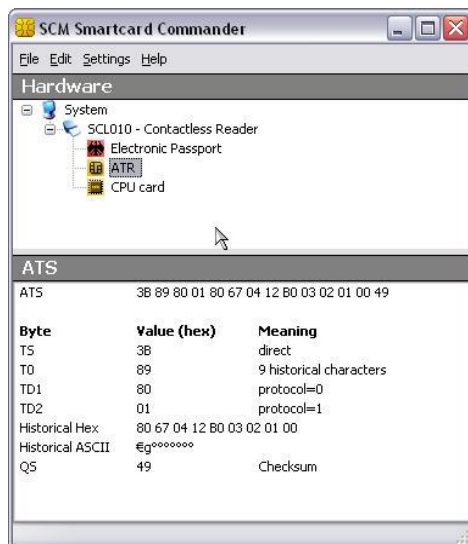 SCM Smartcard Commander
File Edit Settings Help
Hardware
System
SCL010 - Contactless Reader
Electronic Passport
ATR
CPU card
ATS
ATS 3B 89 80 01 80 67 04 12 B0 03 02 01 00 49
Byte Value (hex) Meaning
TS 3B direct
T0 89 9 historical characters
TD1 80 protocol=0
TD2 01 protocol=1
Historical Hex 80 67 04 12 B0 03 02 01 00
Historical ASCII €gººººººº
QS 49 Checksum